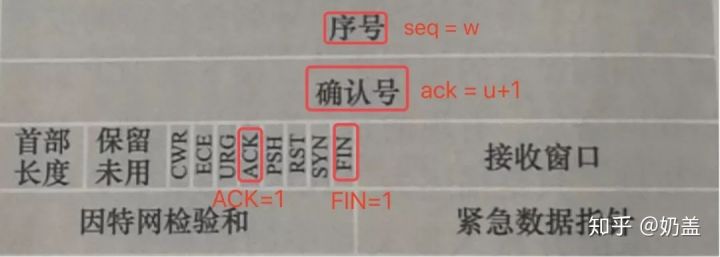 序号 seq = w
确认号 ack = u+1
首部长度 保留未用 CWR ECE URG ACK PSH RST SYN FIN 接收窗口
ACK=1 FIN=1
因特网检验和 紧急数据指针
知乎 @奶盖